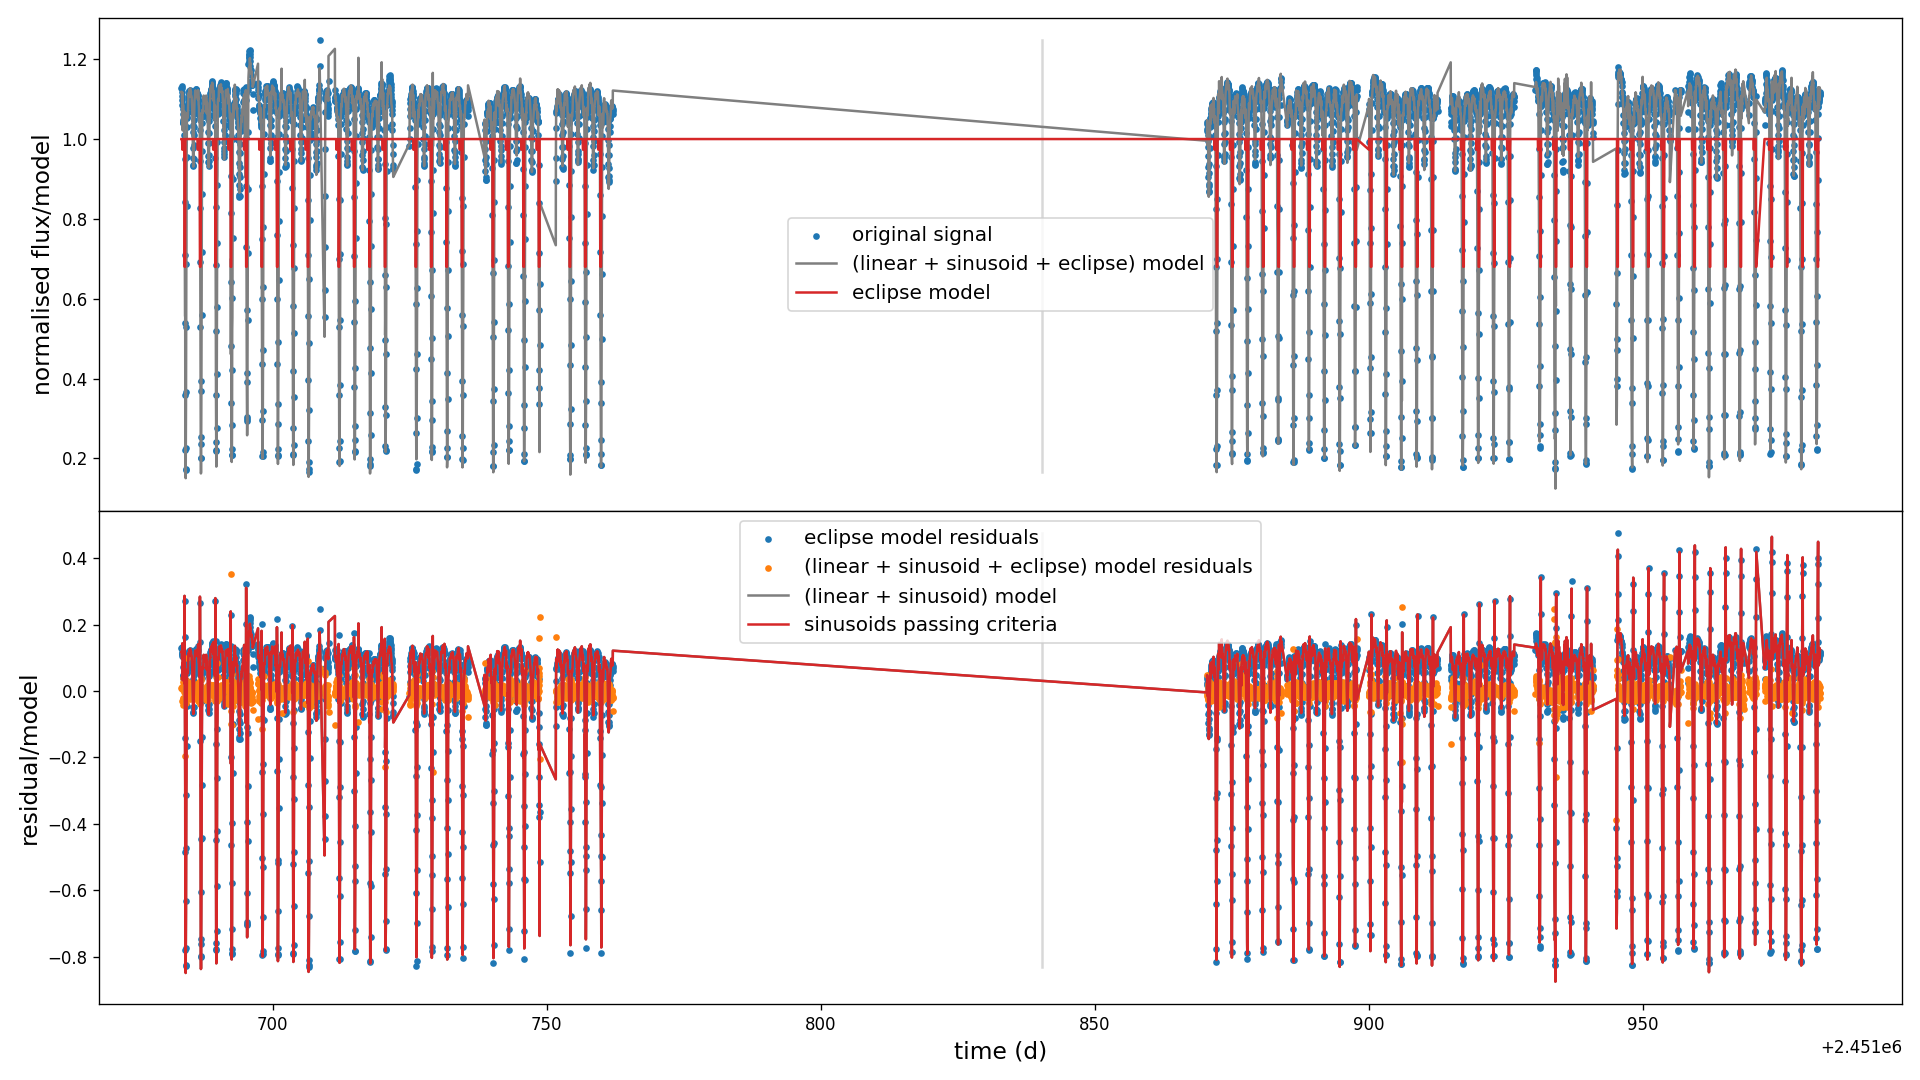 normalised flux/model
1.2
1.0
0.8
0.6
0.4
0.2
original signal
(linear + sinusoid + eclipse) model
eclipse model
residual/model
0.4
0.2
0.0
−0.2
−0.4
−0.6
−0.8
eclipse model residuals
(linear + sinusoid + eclipse) model residuals
(linear + sinusoid) model
sinusoids passing criteria
700
750
800
850
900
950
time (d)
+2.451e6